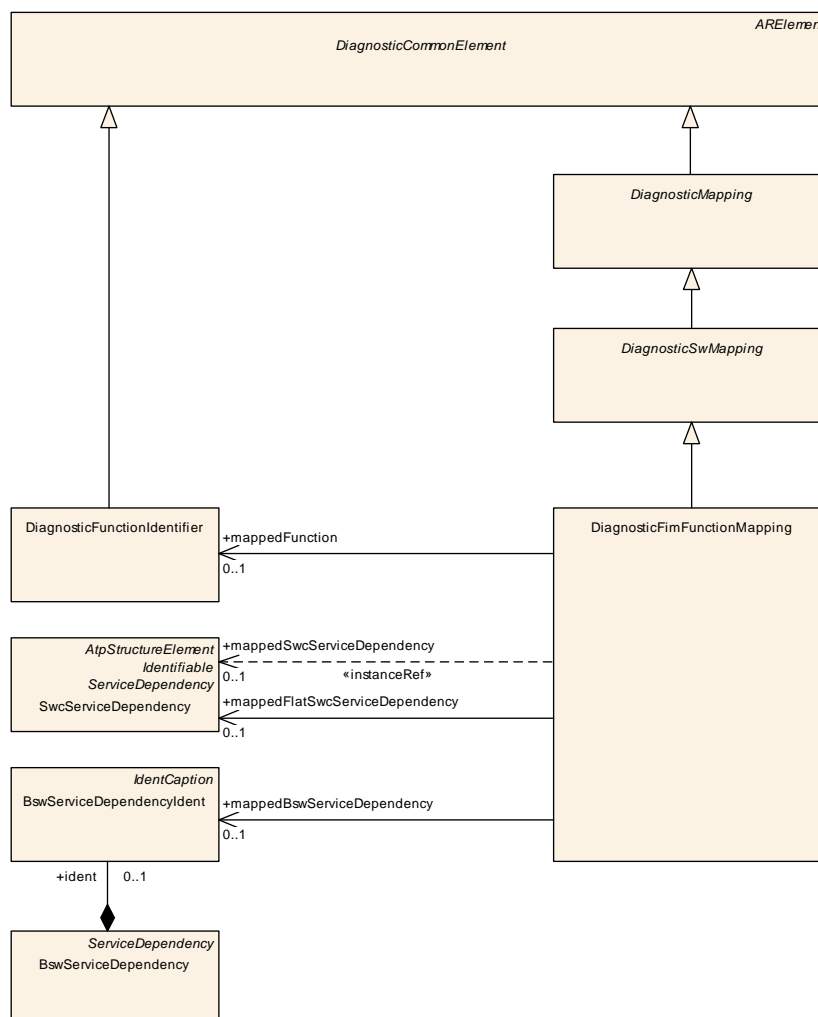 ARElement
DiagnosticCommonElement
DiagnosticMapping
DiagnosticSwMapping
DiagnosticFunctionIdentifier
DiagnosticFimFunctionMapping
+mappedFunction
0..1
AtpStructureElement
Identifiable
ServiceDependency
SwcServiceDependency
+mappedSwcServiceDependency
0..1
«instanceRef»
+mappedFlatSwcServiceDependency
0..1
IdentCaption
BswServiceDependencyIdent
+mappedBswServiceDependency
0..1
+ident 0..1
ServiceDependency
BswServiceDependency